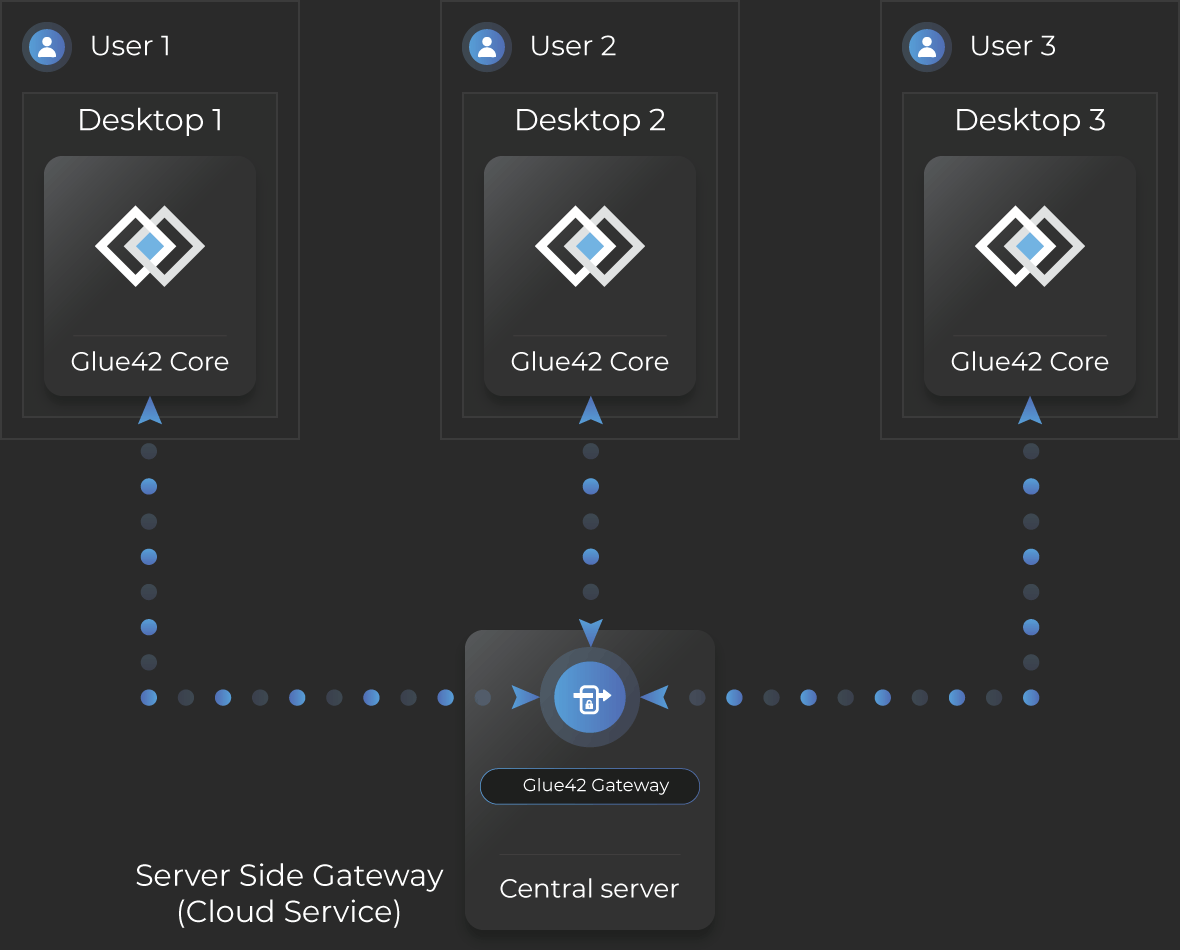 User 1
User 2
User 3
Desktop 1
Desktop 2
Desktop 3
Glue42 Core
Glue42 Core
Glue42 Core
Glue42 Gateway
Server Side Gateway
(Cloud Service)
Central server